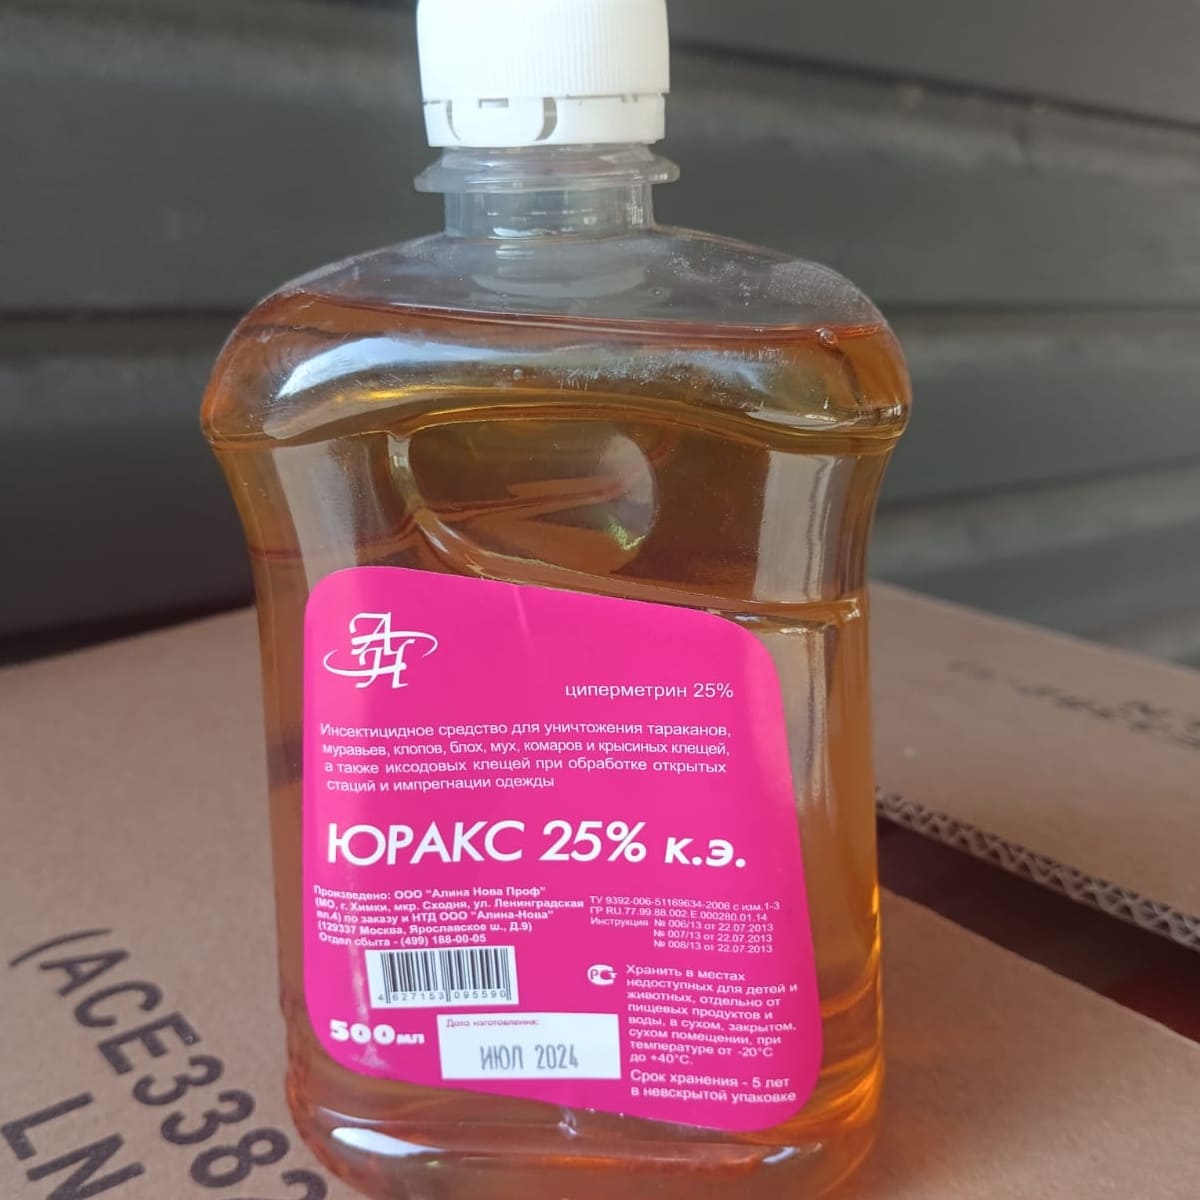 АН
циперметрин 25%
Инсектицидное средство для уничтожения тараканов,
муравьев, клопов, блох, мух, комаров и крысиных клещей,
а также иксодовых клещей при обработке открытых
стаций и импрегнации одежды
ЮРАКС 25% к.э.
Произведено: ООО "Алина Нова Проф"
(МО, г. Химки, мкр. Сходня, ул. Ленинградская
вл.4) по заказу и НТД ООО "Алина-Нова"
(129337 Москва, Ярославское ш., Д.9)
Отдел сбыта - (499) 188-00-05
ТУ 9392-006-51169634-2006 с изм.1-3
ГР RU.77.99.88.002.Е.000280.01.14
Инструкция № 006/13 от 22.07.2013
№ 007/13 от 22.07.2013
№ 008/13 от 22.07.2013
4 627153 095590
500мл
Дата изготовления:
ИЮЛ 2024
Хранить в местах
недоступных для детей и
животных, отдельно от
пищевых продуктов и
воды, в сухом, закрытом,
сухом помещении, при
температуре от -20°С
до +40°С.
Срок хранения - 5 лет
в невскрытой упаковке
(ACE3382
LN